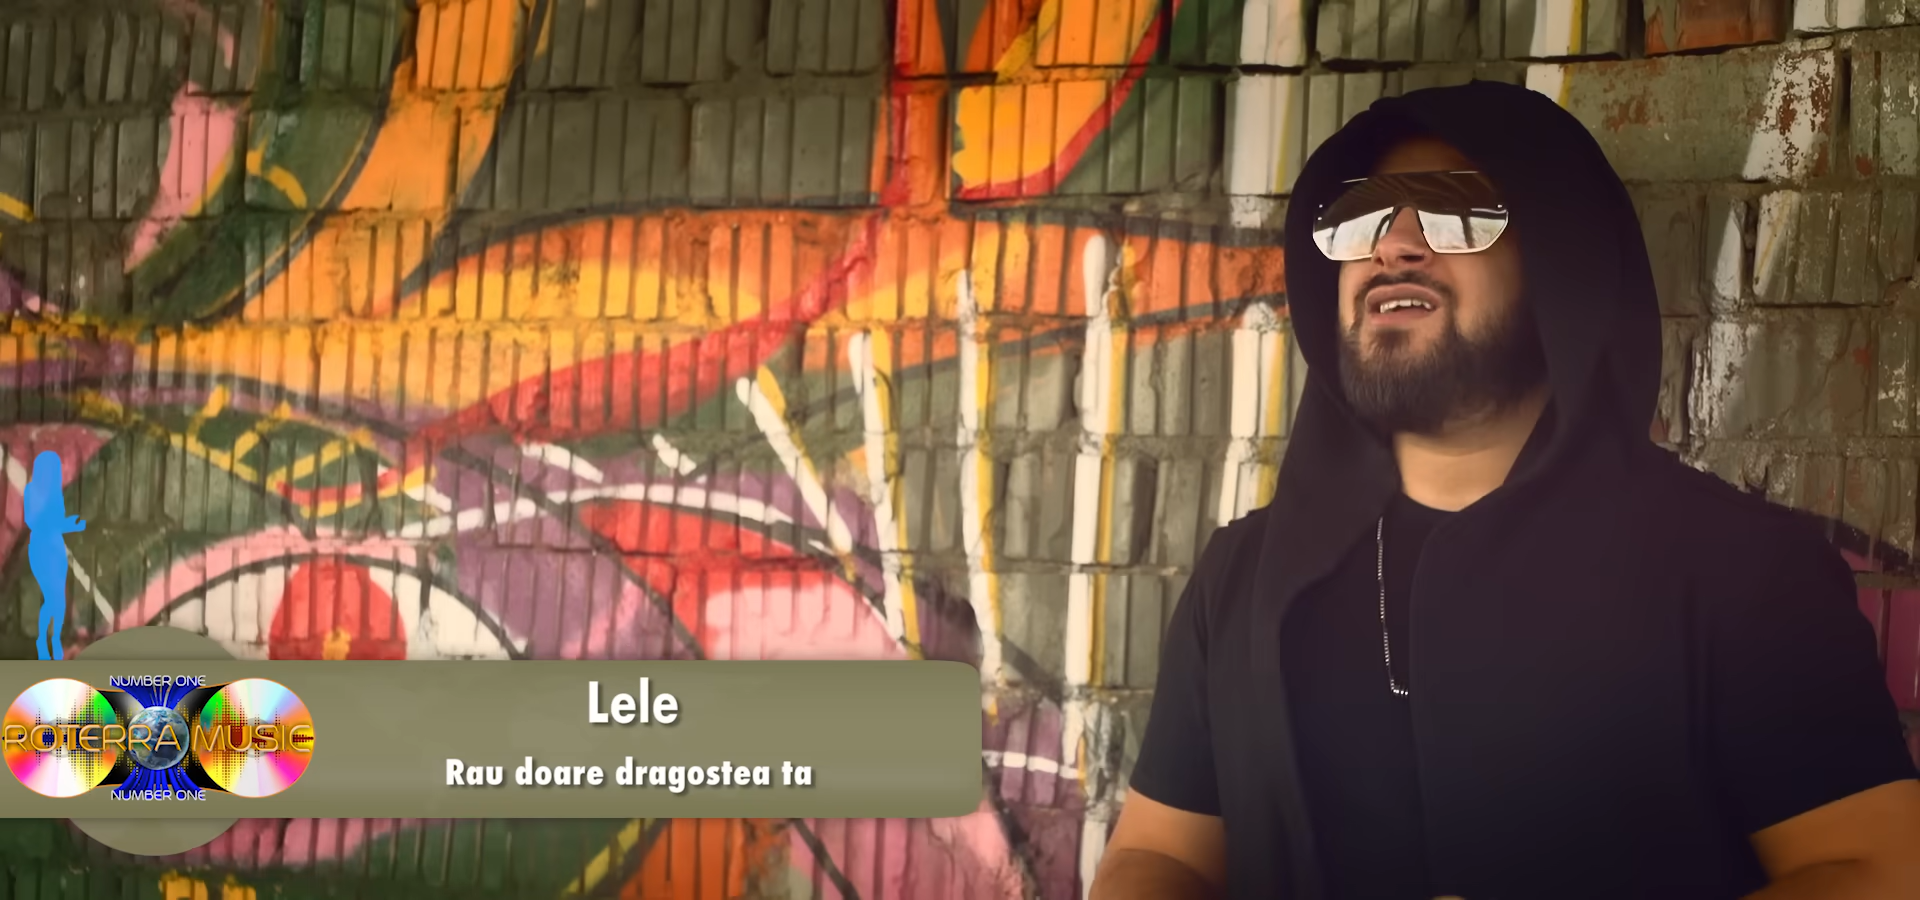 NUMBER ONE
ROTERRA MUSIC
NUMBER ONE
Lele
Rau doare dragostea ta